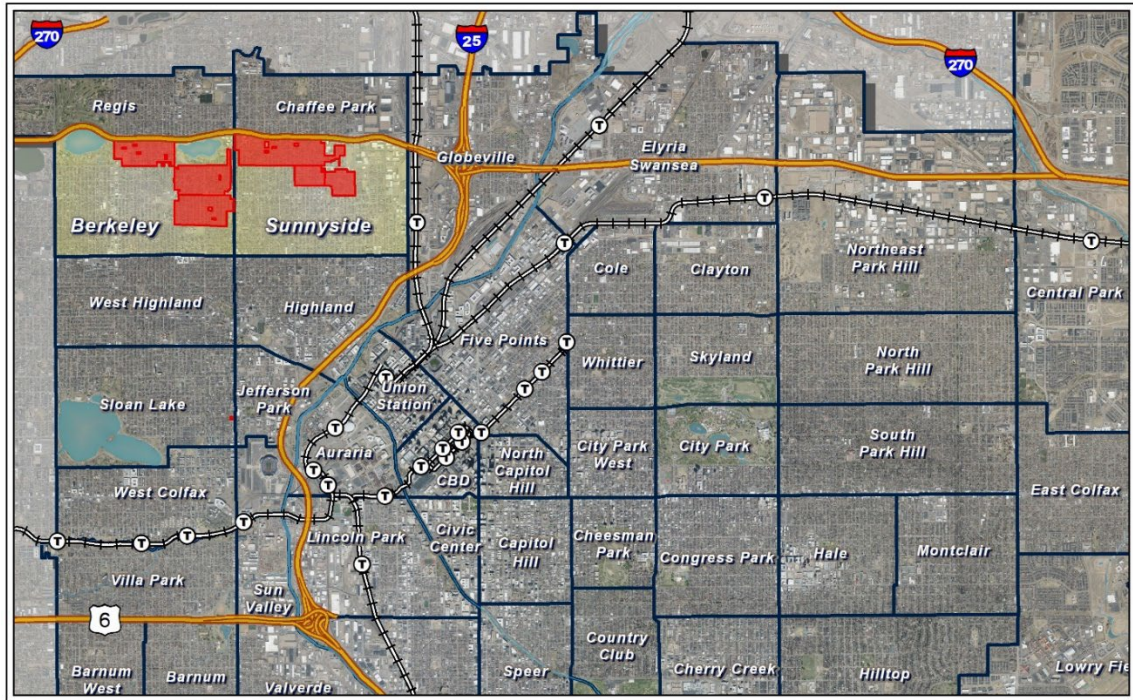 270
25
270
Regis
Chaffee Park
Globeville
Elyria
Swansea
Berkeley
Sunnyside
T
T
T
T
T
Cole
Clayton
Northeast
Park Hill
Central Park
West Highland
Highland
Five Points
T
Whittier
Skyland
North
Park Hill
Sloan Lake
Jefferson
Park
T
Union
Station
T
T
T
Auraria
T
T
T
T
T
T
CBD
North
Capitol
Hill
City Park
West
City Park
South
Park Hill
West Colfax
T
T
T
East Colfax
T
T
T
T
Lincoln Park
T
Civic
Center
Capitol
Hill
Cheesman
Park
Congress Park
Hale
Montclair
Villa Park
Sun
Valley
6
Barnum
West
Barnum
Valverde
Speer
Country
Club
Cherry Creek
Hilltop
Lowry Fie